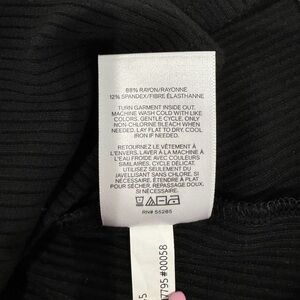 88% RAYON/RAYONNE
12% SPANDEX/FIBRE ÉLASTHANNE
TURN GARMENT INSIDE OUT.
MACHINE WASH COLD WITH LIKE
COLORS, GENTLE CYCLE. ONLY
NON-CHLORINE BLEACH WHEN
NEEDED. LAY FLAT TO DRY. COOL
IRON IF NEEDED.
RETOURNEZ LE VÊTEMENT À
L'ENVERS. LAVER À LA MACHINE À
L'EAU FROIDE AVEC COULEURS
SIMILAIRES, CYCLE DÉLICAT.
UTILISEZ SEULEMENT DU
JAVELLISANT SANS CHLORE, SI
NÉCESSAIRE. ÉTENDRE À PLAT
POUR SÉCHER. REPASSAGE DOUX,
SI NÉCESSAIRE.
RN# 55285
7795 #00058